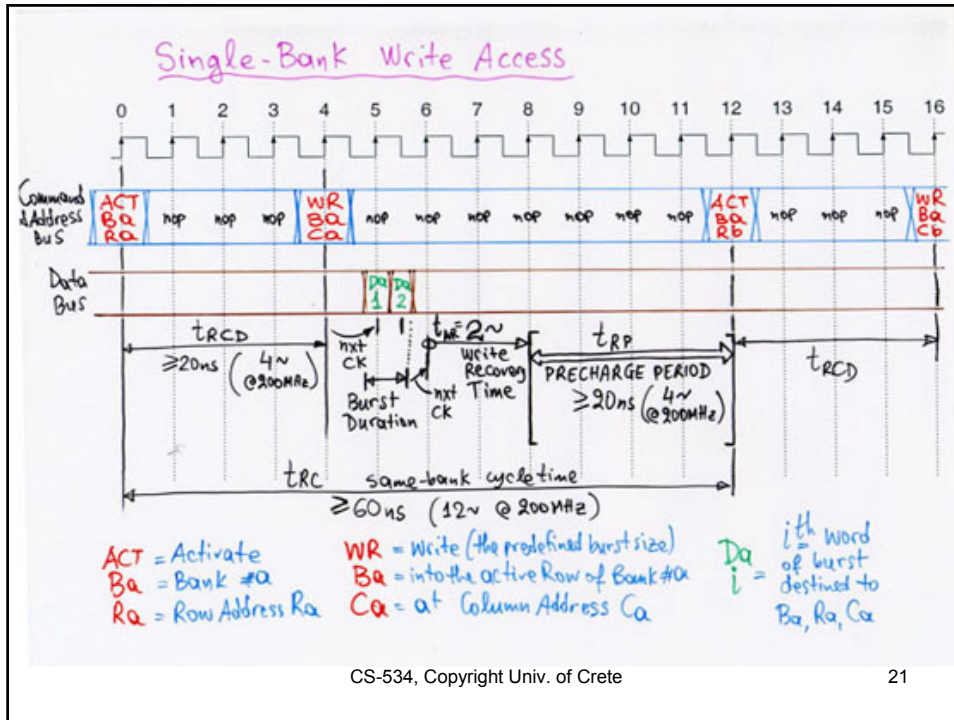 Single-Bank Write Access
0 1 2 3 4 5 6 7 8 9 10 11 12 13 14 15 16
Command & Address Bus
ACT Ba Ra
nop nop nop
WR Ba Ca
nop nop nop nop nop nop nop
ACT Ba Rb
nop nop nop
WR Ba Cb
Data Bus
Da 1
Da 2
tRCD
≥20ns (4~ @200MHz)
nxt CK
Burst Duration
nxt CK
tWR=2~
Write Recovery Time
tRP
PRECHARGE PERIOD
≥20ns (4~ @200MHz)
tRCD
tRC same-bank cycle time
≥60ns (12~ @ 200MHz)
ACT = Activate
Ba = Bank #a
Ra = Row Address Ra
WR = Write (the predefined burst size)
Ba = into the active Row of Bank #a
Ca = at Column Address Ca
Da i = ith word of burst destined to Ba, Ra, Ca
CS-534, Copyright Univ. of Crete
21